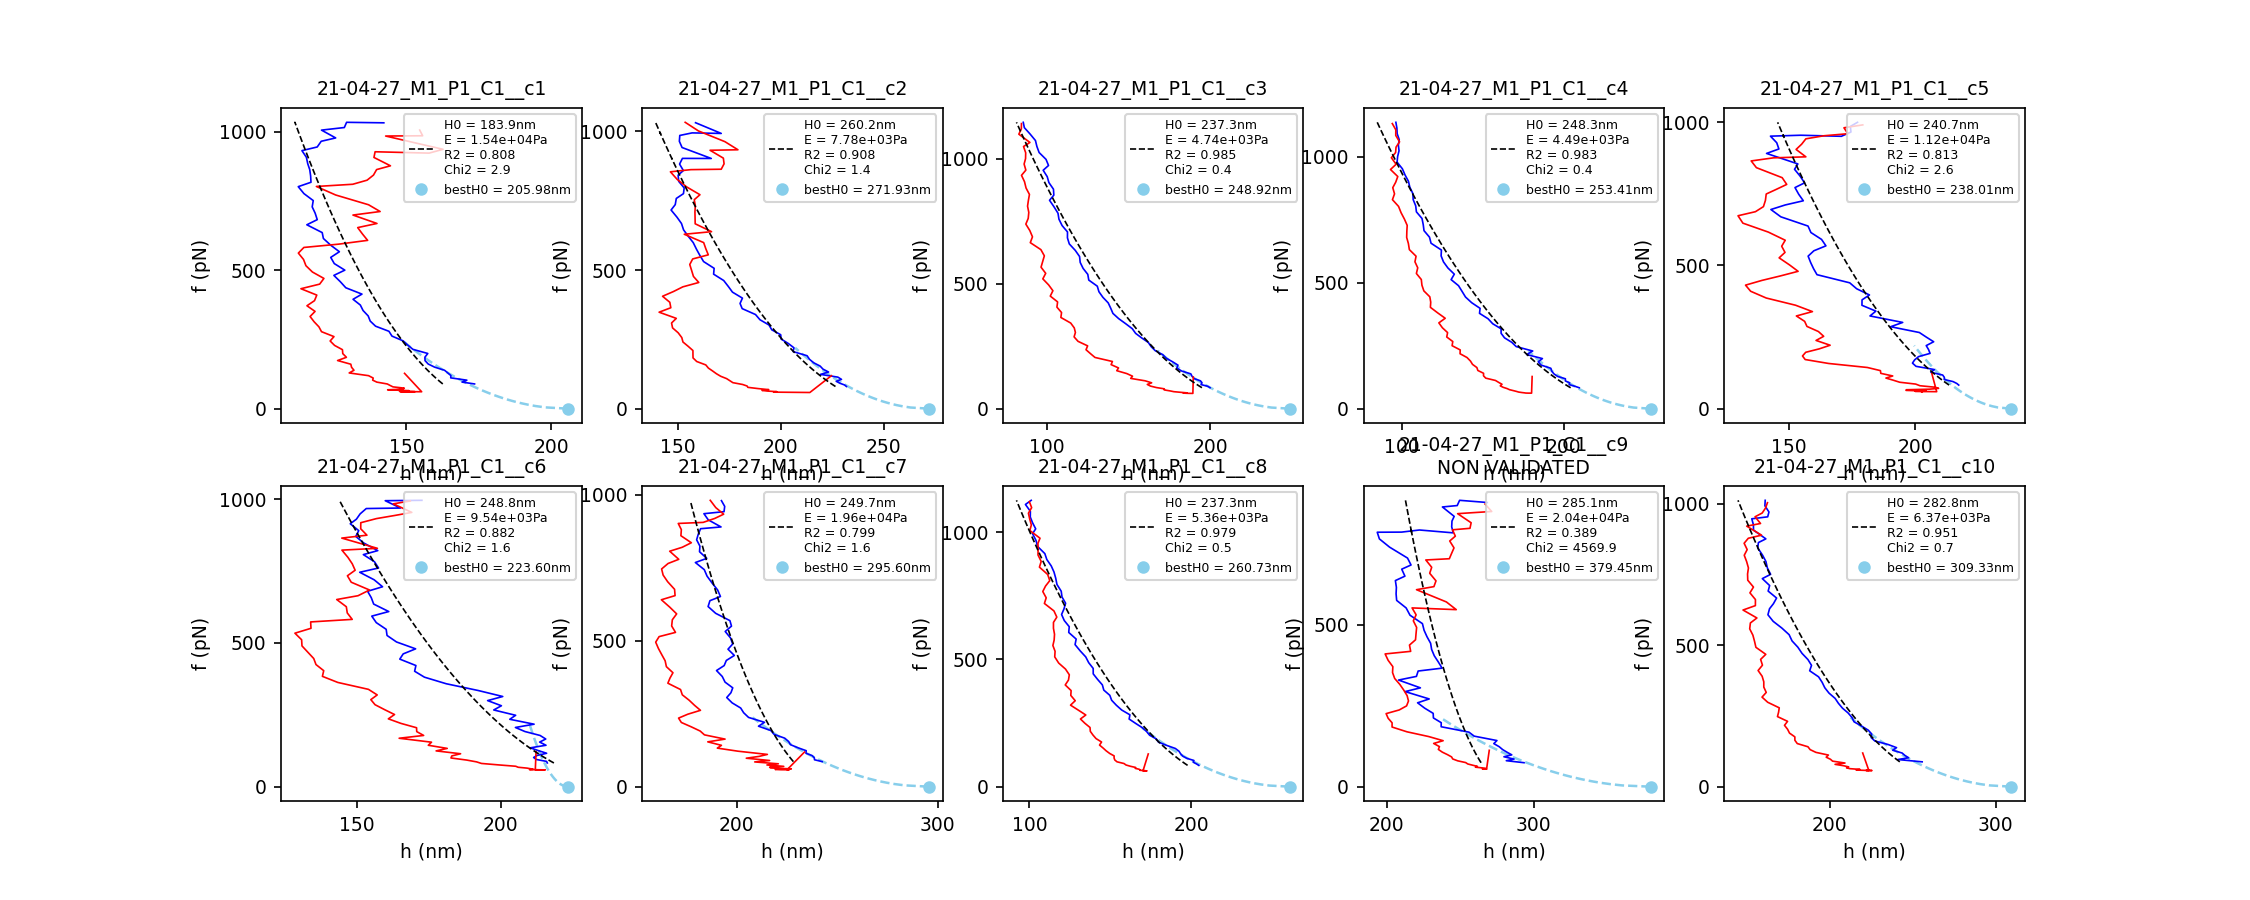 21-04-27_M1_P1_C1__c1
f (pN)
1000
500
0
150
200
h (nm)
H0 = 183.9nm
E = 1.54e+04Pa
R2 = 0.808
Chi2 = 2.9
bestH0 = 205.98nm
21-04-27_M1_P1_C1__c2
f (pN)
1000
500
0
150
200
250
h (nm)
H0 = 260.2nm
E = 7.78e+03Pa
R2 = 0.908
Chi2 = 1.4
bestH0 = 271.93nm
21-04-27_M1_P1_C1__c3
f (pN)
1000
500
0
100
200
h (nm)
H0 = 237.3nm
E = 4.74e+03Pa
R2 = 0.985
Chi2 = 0.4
bestH0 = 248.92nm
21-04-27_M1_P1_C1__c4
f (pN)
1000
500
0
100
200
h (nm)
H0 = 248.3nm
E = 4.49e+03Pa
R2 = 0.983
Chi2 = 0.4
bestH0 = 253.41nm
21-04-27_M1_P1_C1__c5
f (pN)
1000
500
0
150
200
h (nm)
H0 = 240.7nm
E = 1.12e+04Pa
R2 = 0.813
Chi2 = 2.6
bestH0 = 238.01nm
21-04-27_M1_P1_C1__c6
f (pN)
1000
500
0
150
200
h (nm)
H0 = 248.8nm
E = 9.54e+03Pa
R2 = 0.882
Chi2 = 1.6
bestH0 = 223.60nm
21-04-27_M1_P1_C1__c7
f (pN)
1000
500
0
200
300
h (nm)
H0 = 249.7nm
E = 1.96e+04Pa
R2 = 0.799
Chi2 = 1.6
bestH0 = 295.60nm
21-04-27_M1_P1_C1__c8
f (pN)
1000
500
0
100
200
h (nm)
H0 = 237.3nm
E = 5.36e+03Pa
R2 = 0.979
Chi2 = 0.5
bestH0 = 260.73nm
21-04-27_M1_P1_C1__c9
NON VALIDATED
f (pN)
500
0
200
300
h (nm)
H0 = 285.1nm
E = 2.04e+04Pa
R2 = 0.389
Chi2 = 4569.9
bestH0 = 379.45nm
21-04-27_M1_P1_C1__c10
f (pN)
1000
500
0
200
300
h (nm)
H0 = 282.8nm
E = 6.37e+03Pa
R2 = 0.951
Chi2 = 0.7
bestH0 = 309.33nm